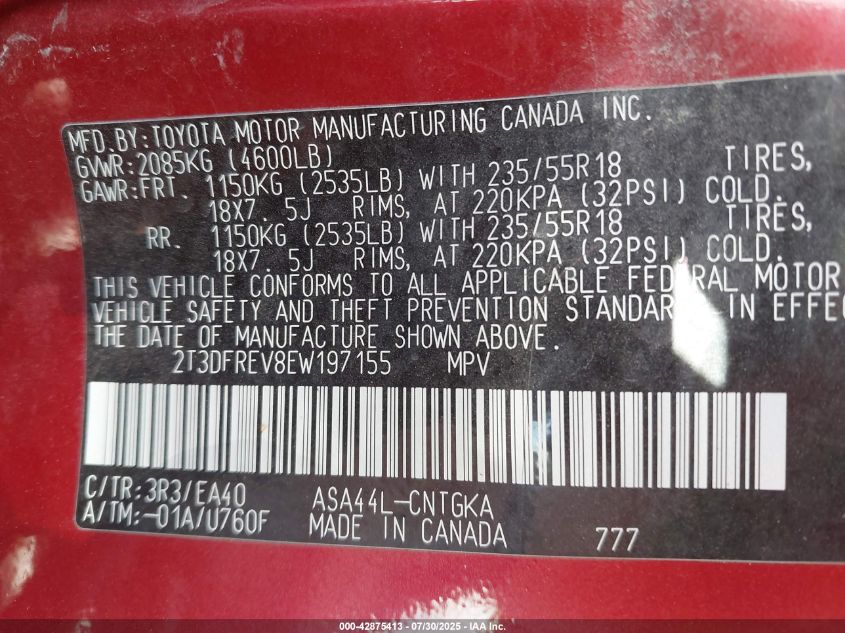 MFD.BY:TOYOTA MOTOR MANUFACTURING CANADA INC.
GVWR:2085KG (4600LB)
GAWR:FRT. 1150KG (2535LB) WITH 235/55R18 TIRES,
18X7. 5J RIMS, AT 220KPA (32PSI) COLD.
RR. 1150KG (2535LB) WITH 235/55R18 TIRES,
18X7. 5J RIMS, AT 220KPA (32PSI) COLD.
THIS VEHICLE CONFORMS TO ALL APPLICABLE FEDERAL MOTOR
VEHICLE SAFETY AND THEFT PREVENTION STANDARDS IN EFFEC
THE DATE OF MANUFACTURE SHOWN ABOVE.
2T3DFREV8EW197155 MPV
C/TR:3R3/EA40 ASA44L-CNTGKA
A/TM:-01A/U760F MADE IN CANADA 777
000-42875413 - 07/30/2025 - IAA Inc.